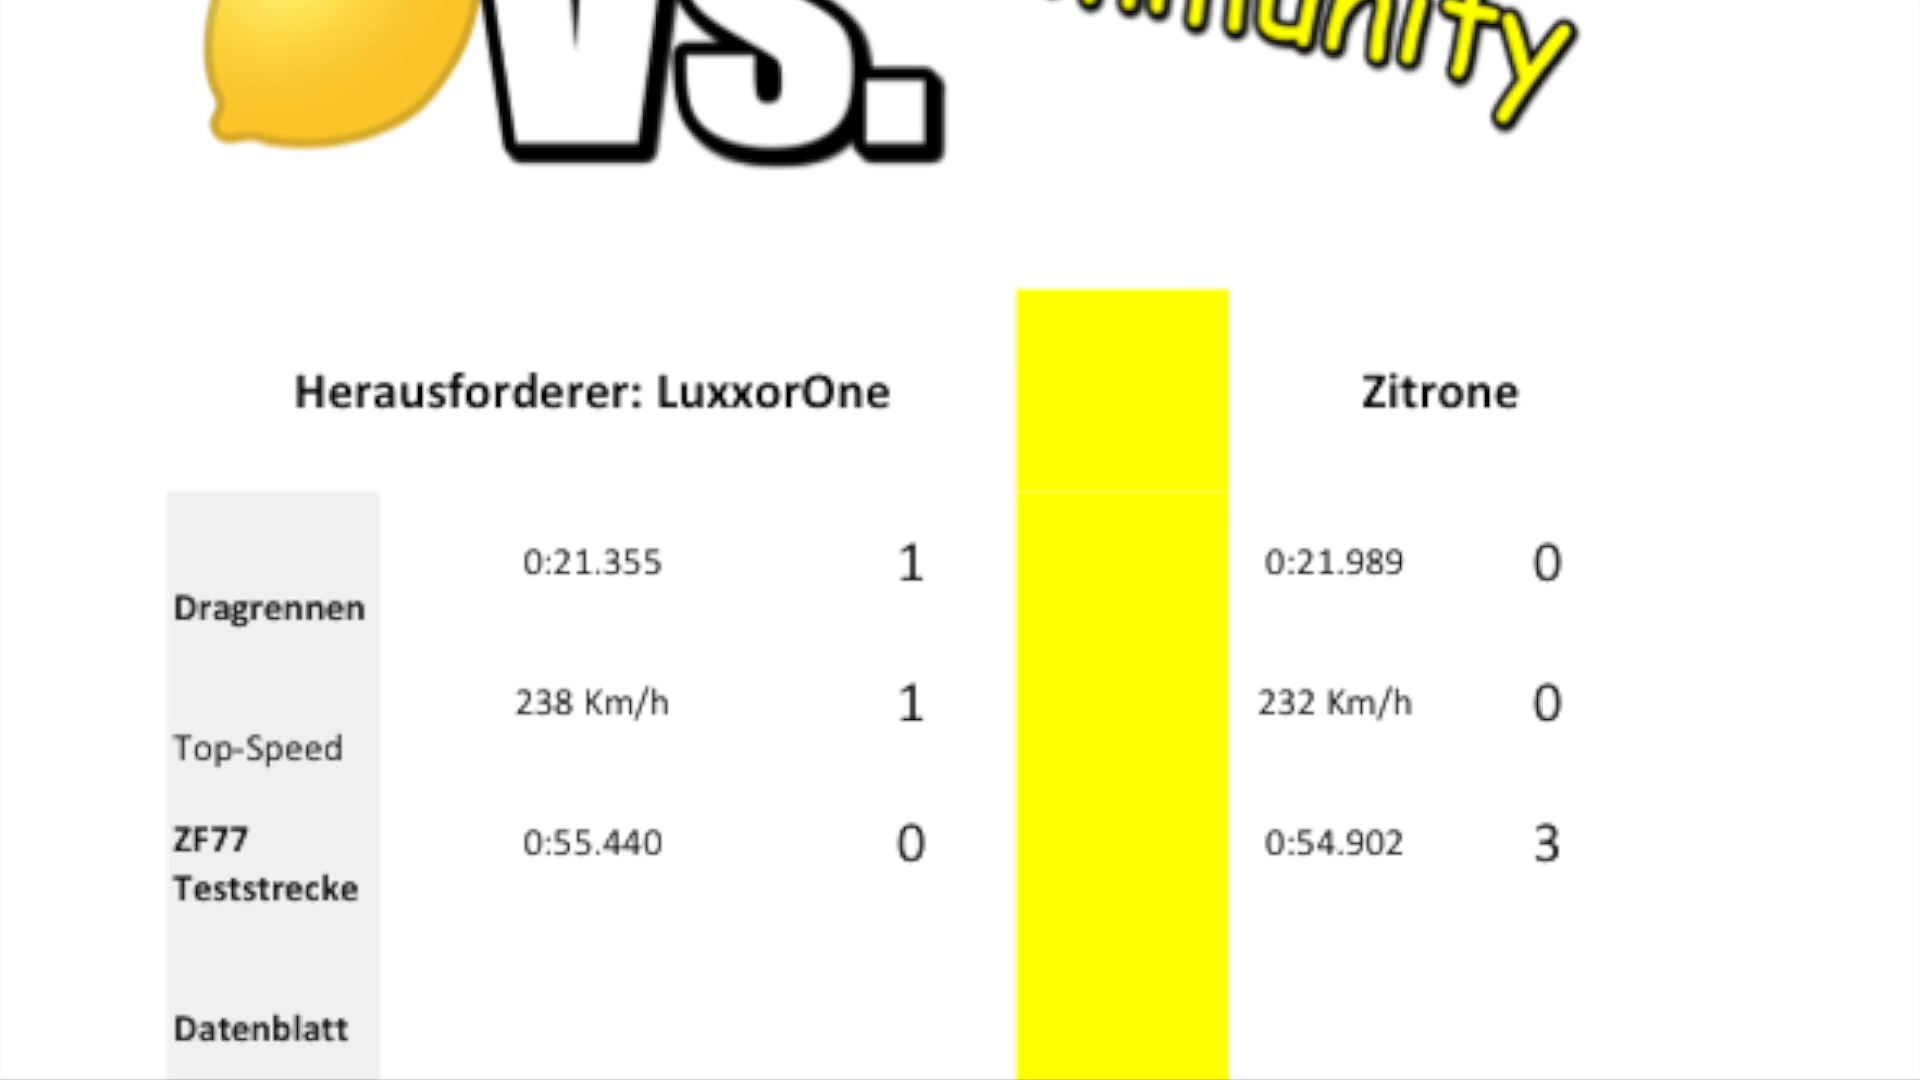 vs.
mmunity
Herausforderer: LuxxorOne
Zitrone
0:21.355 1 0:21.989 0
Dragrennen
238 Km/h 1 232 Km/h 0
Top-Speed
ZF77
0:55.440 0 0:54.902 3
Teststrecke
Datenblatt